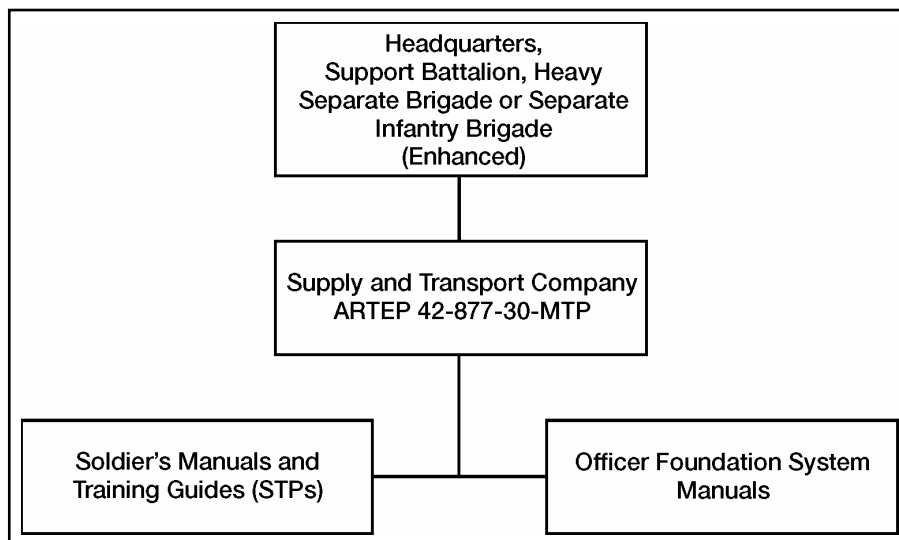 Headquarters,
Support Battalion, Heavy
Separate Brigade or Separate
Infantry Brigade
(Enhanced)
Supply and Transport Company
ARTEP 42-877-30-MTP
Soldier’s Manuals and
Training Guides (STPs)
Officer Foundation System
Manuals